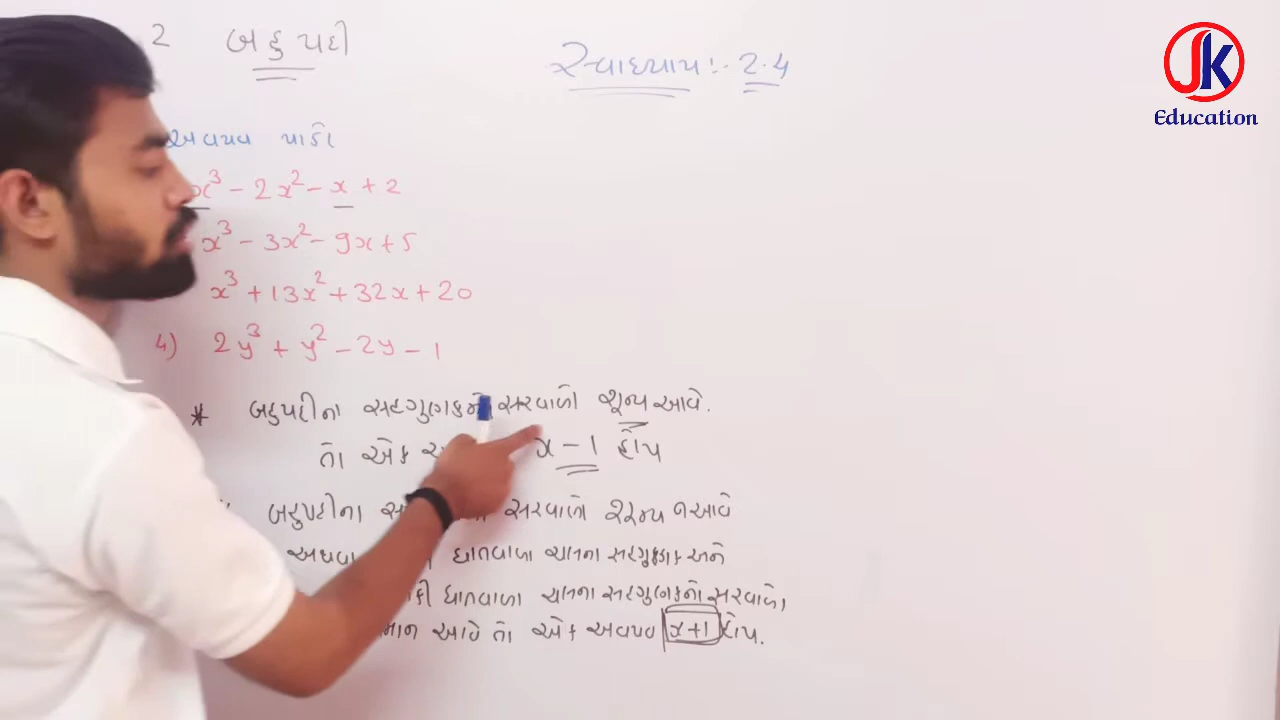 2 બહુપદી
સ્વાધ્યાય:- 2.4
JK
Education
અવયવ પાડો
x³ - 2x² - x + 2
x³ - 3x² - 9x + 5
x³ + 13x² + 32x + 20
4) 2y³ + y² - 2y - 1
* બહુપદીના સહગુણકનો સરવાળો શૂન્ય આવે.
તો એક x - 1 હોય
બહુપદીના સરવાળો શૂન્ય ન આવે
અથવા ઘાતવાળા ચલના સહગુણક અને
ઘાતવાળા ચલના સહગુણકનો સરવાળો,
આવે તો એક અવયવ x+1 હોય.